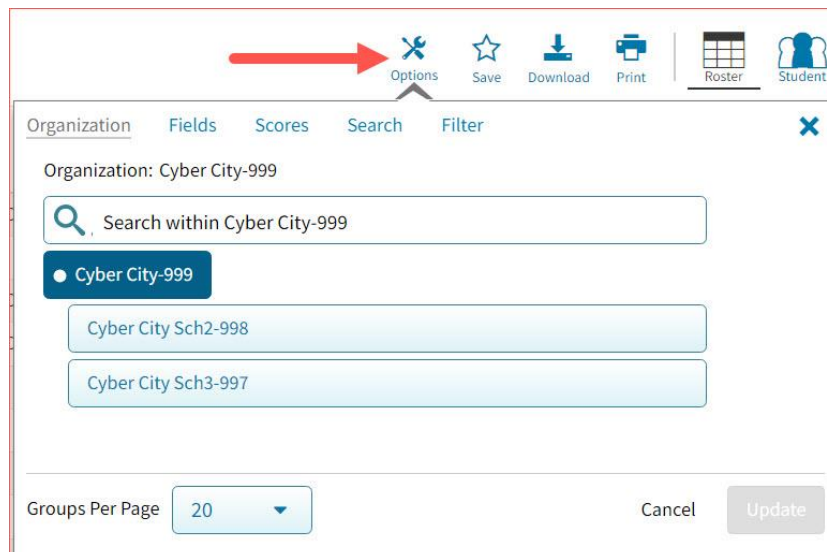 Options Save Download Print Roster Student
Organization Fields Scores Search Filter
Organization: Cyber City-999
Search within Cyber City-999
Cyber City-999
Cyber City Sch2-998
Cyber City Sch3-997
Groups Per Page 20 Cancel Update